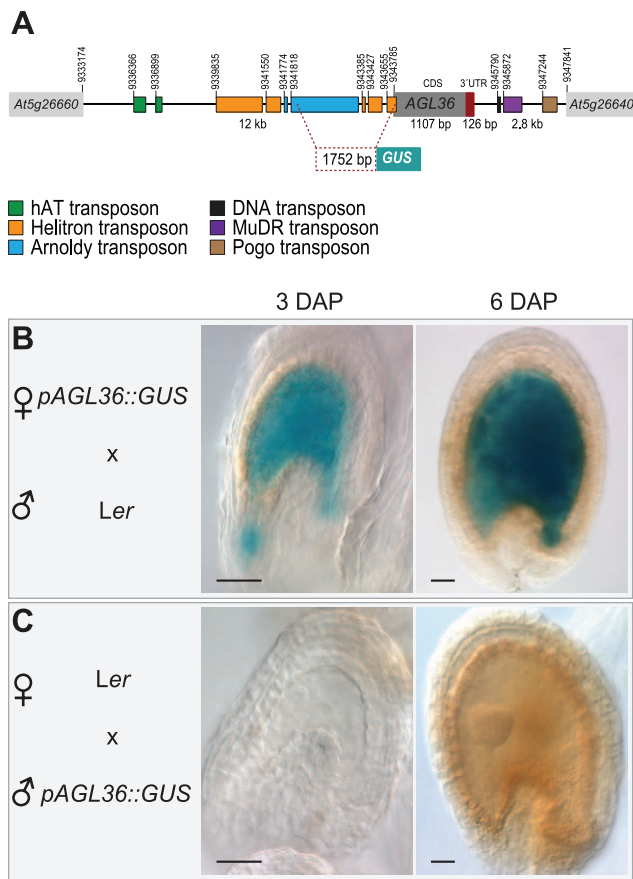 A
9333174 9336366 9336899 9339835 9341550 9341774 9341818 9343385 9343427 9343655 9343785 9345790 9345872 9347244 9347841
CDS 3´UTR
At5g26660 AGL36 At5g26640
12 kb 1107 bp 126 bp 2,8 kb
1752 bp GUS
hAT transposon DNA transposon
Helitron transposon MuDR transposon
Arnoldy transposon Pogo transposon
3 DAP 6 DAP
B
♀ pAGL36::GUS
x
♂ Ler
C
♀ Ler
x
♂ pAGL36::GUS